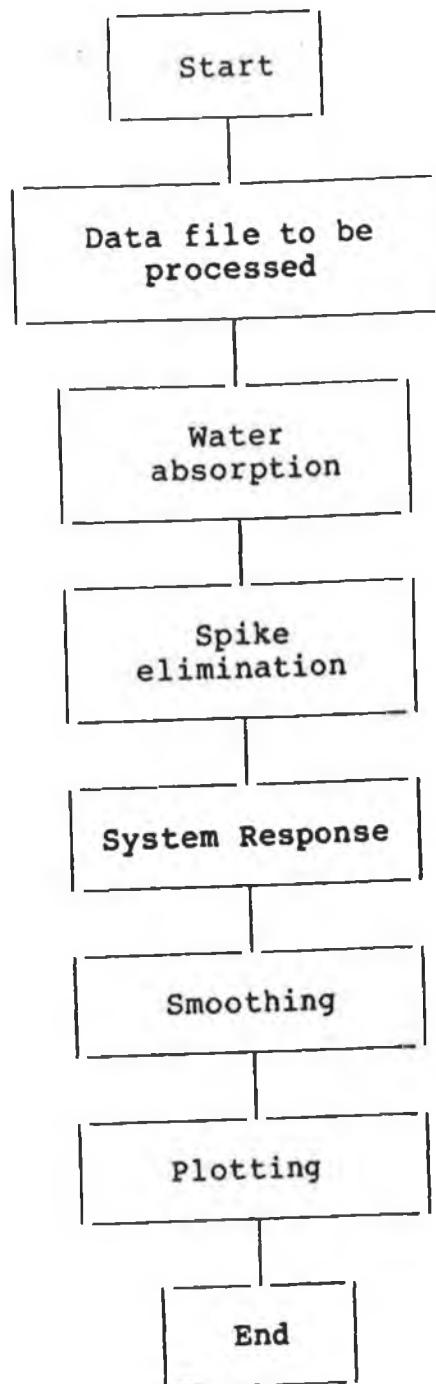 Start
Data file to be
processed
Water
absorption
Spike
elimination
System Response
Smoothing
Plotting
End